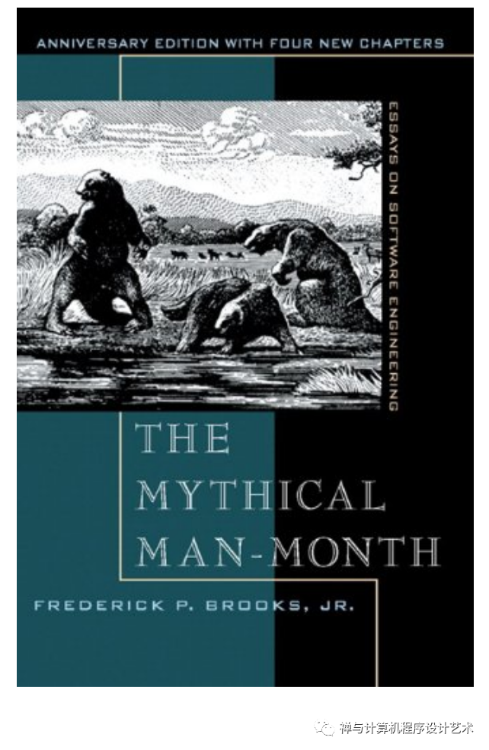 ANNIVERSARY EDITION WITH FOUR NEW CHAPTERS
ESSAYS ON SOFTWARE ENGINEERING
THE
MYTHICAL
MAN-MONTH
FREDERICK P. BROOKS, JR.
禅与计算机程序设计艺术